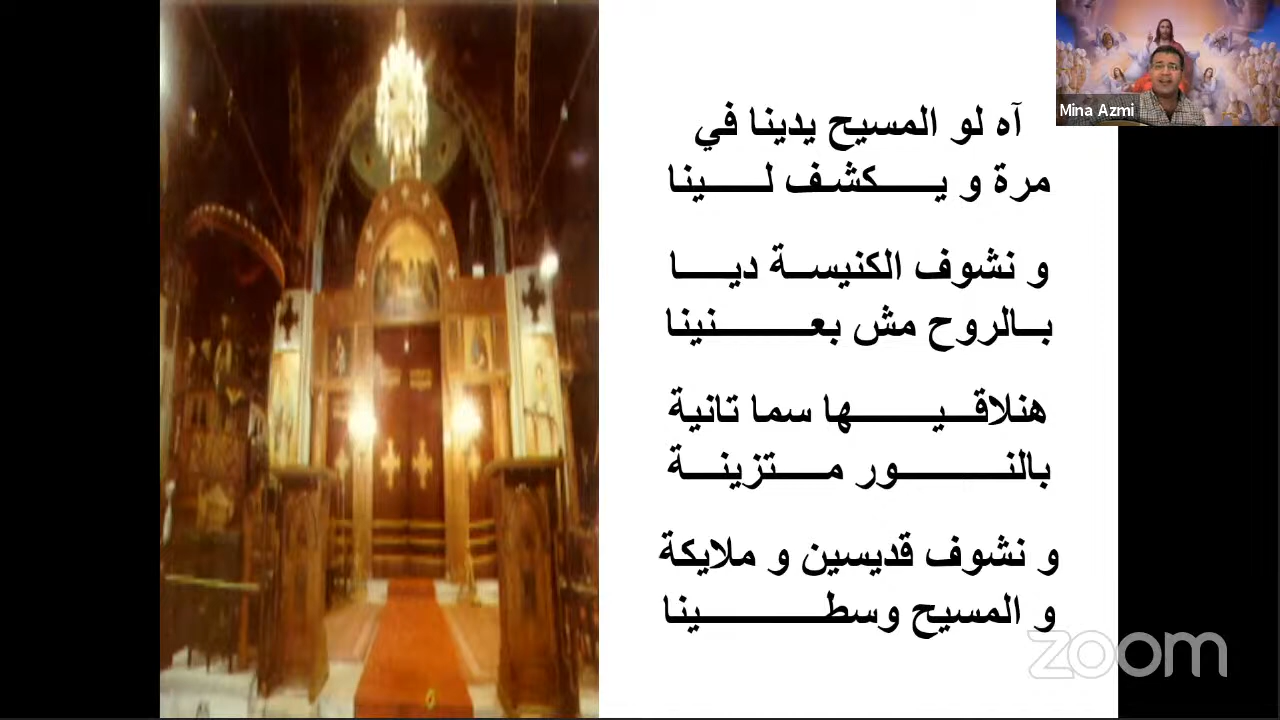 Mina Azmi
آه لو المسيح يدينا في
مرة و يكشف لينا
و نشوف الكنيسة ديا
بالروح مش بعنينا
هنلاقيها سما تانية
بالنور متزينة
و نشوف قديسين و ملايكة
و المسيح وسطينا
zoom